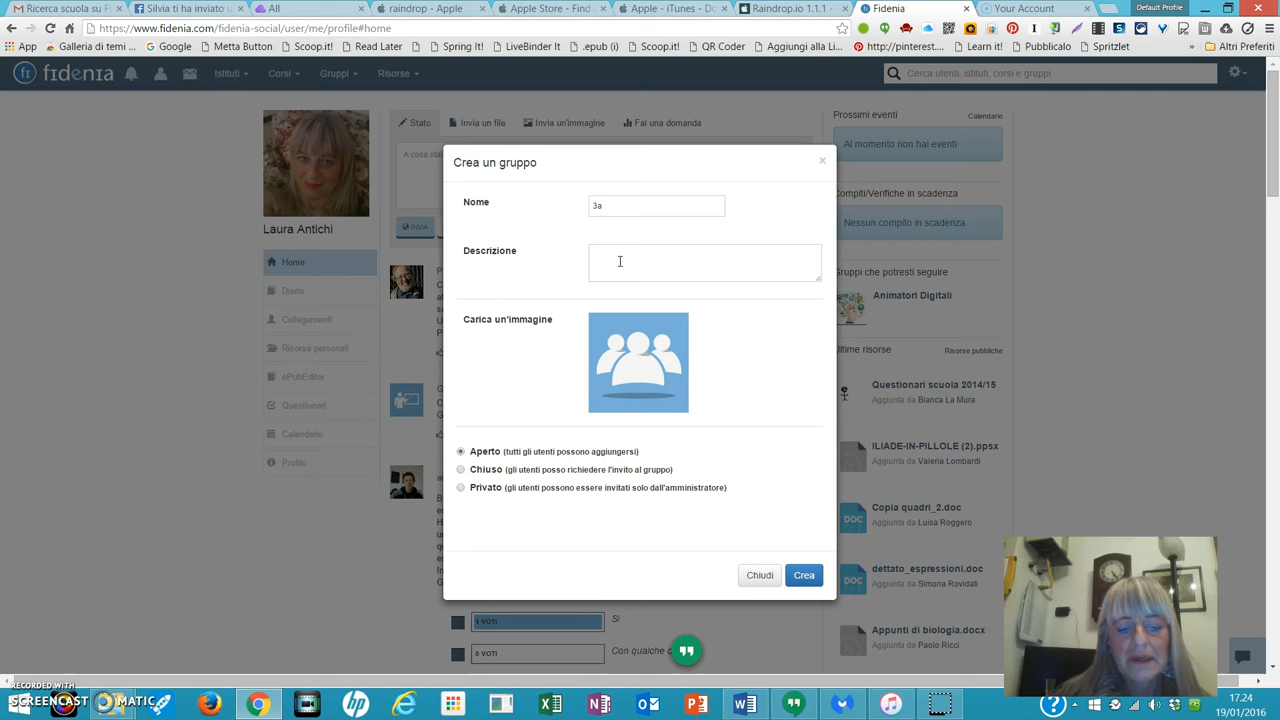 Ricerca scuola su F
Silvia ti ha inviato u
All
raindrop - Apple
Apple Store - Find
Apple - iTunes - Do
Raindrop.io 1.1.1 -
Fidenia
Your Account
Default Profile
https://www.fidenia.com/fidenia-social/user/me/profile#home
App
Galleria di temi ...
Google
Metta Button
Scoop.it!
Read Later
Spring It!
LiveBinder It
.epub (i)
Scoop.it!
QR Coder
Aggiungi alla Li...
http://pinterest.com
Learn it!
Pubblicalo
Spritzlet
»
Altri Preferiti
fidenia
Istituti
Corsi
Gruppi
Risorse
Cerca utenti, istituti, corsi e gruppi
Stato
Invia un file
Invia un'immagine
Fai una domanda
INVIA
Laura Antichi
Home
Diario
Collegamenti
Risorse personali
ePubEditor
Questionari
Calendario
Profilo
Crea un gruppo
×
Nome
3a
Descrizione
Carica un'immagine
Aperto (tutti gli utenti possono aggiungersi)
Chiuso (gli utenti posso richiedere l'invito al gruppo)
Privato (gli utenti possono essere invitati solo dall'amministratore)
Chiudi
Crea
1 VOTI
Si
0 VOTI
Con qualche
Prossimi eventi
Calendario
Al momento non hai eventi
Compiti/Verifiche in scadenza
Nessun compito in scadenza
Gruppi che potresti seguire
Animatori Digitali
Ultime risorse
Risorse pubbliche
Questionari scuola 2014/15
Aggiunta da Bianca La Mura
ILIADE-IN-PILLOLE (2).ppsx
Aggiunta da Valeria Lombardi
DOC
Copia quadri_2.doc
Aggiunta da Luisa Roggero
DOC
dettato_espressioni.doc
Aggiunta da Simona Rovidati
Appunti di biologia.docx
Aggiunta da Paolo Ricci
RECORDED WITH
SCREENCAST
MATIC
17.24
19/01/2016